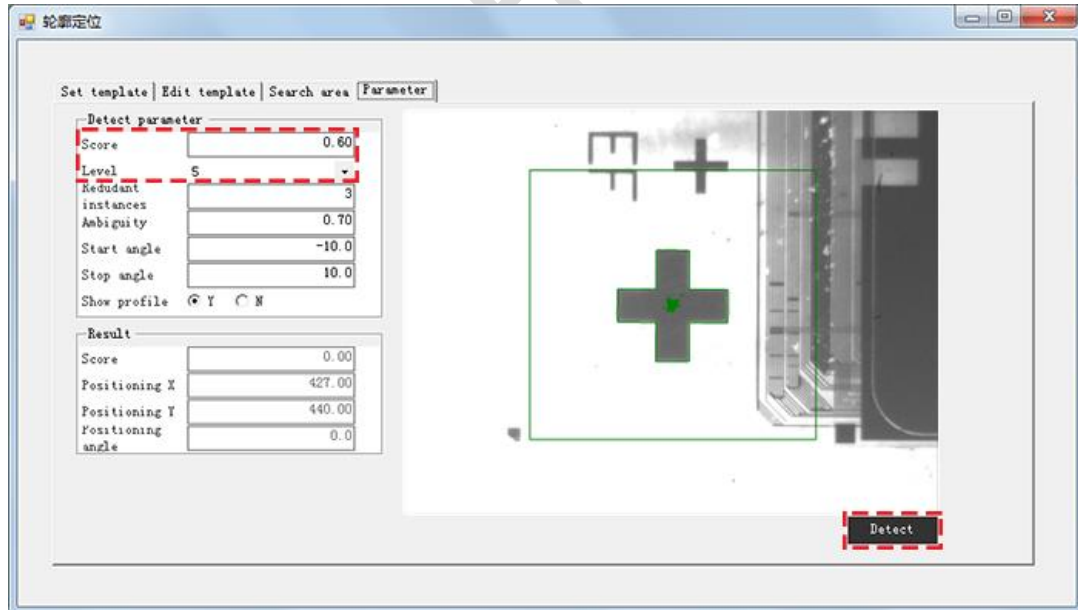 轮廓定位
Set template Edit template Search area Parameter
Detect parameter
Score 0.60
Level S
Redudant instances 3
Ambiguity 0.70
Start angle -10.0
Stop angle 10.0
Show profile Y N
Result
Score 0.00
Positioning X 427.00
Positioning Y 440.00
Positioning angle 0.0
Detect